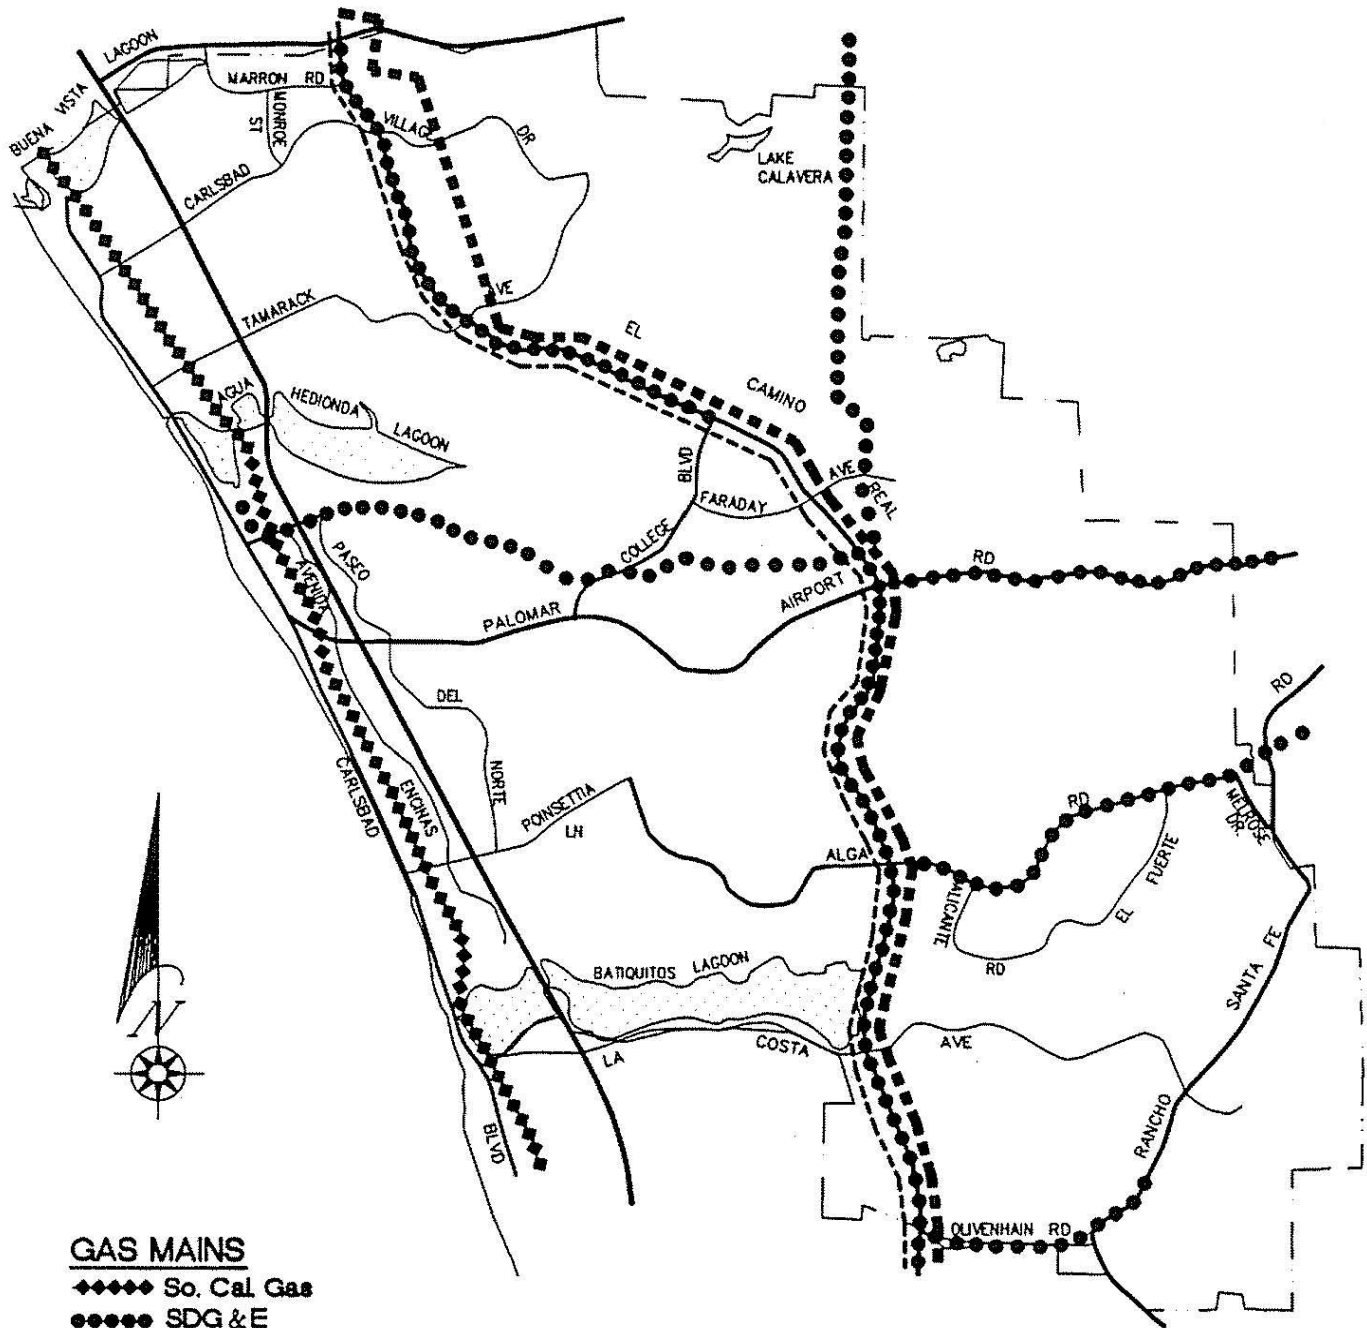 LAGOON
BUENA VISTA
MARRON RD
MONROE
ST
VILLAG
DR
CARLSBAD
LAKE
CALAVERA
TAMARACK
VE
EL
CAMINO
REAL
AGUA
HEDIONDA
LAGOON
BLVD
COLLEGE
FARADAY
AVE
PASEO
AVENIDA
RD
AIRPORT
PALOMAR
DEL
NORTE
CARLSBAD
ENCINAS
POINSETTIA
LN
RD
RD
MELROSE
DR.
ALGA
ALICANTE
RD
EL
FUERTE
BATIQUITOS LAGOON
SANTA FE
LA
COSTA
AVE
RANCHO
BLVD
N
OLIVENHAIN RD
GAS MAINS
So. Cal. Gas
SDG & E